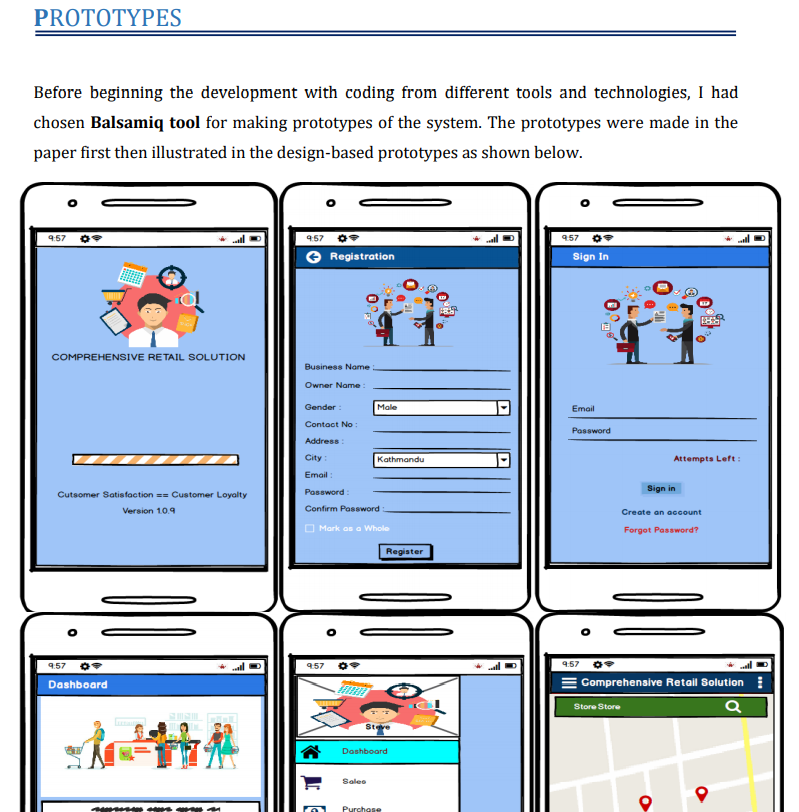 PROTOTYPES
Before beginning the development with coding from different tools and technologies, I had
chosen Balsamiq tool for making prototypes of the system. The prototypes were made in the
paper first then illustrated in the design-based prototypes as shown below.
9:57
COMPREHENSIVE RETAIL SOLUTION
Cutsomer Satisfaction == Customer Loyalty
Version 1.0.9
9:57
Registration
Business Name :
Owner Name :
Gender :
Male
Contact No :
Address :
City :
Kathmandu
Email :
Password :
Confirm Password :
Mark as a Whole
Register
9:57
Sign In
Email
Password
Attempts Left :
Sign in
Create an account
Forgot Password?
9:57
Dashboard
9:57
Steve
Dashboard
Sales
Purchase
9:57
Comprehensive Retail Solution
Store Store